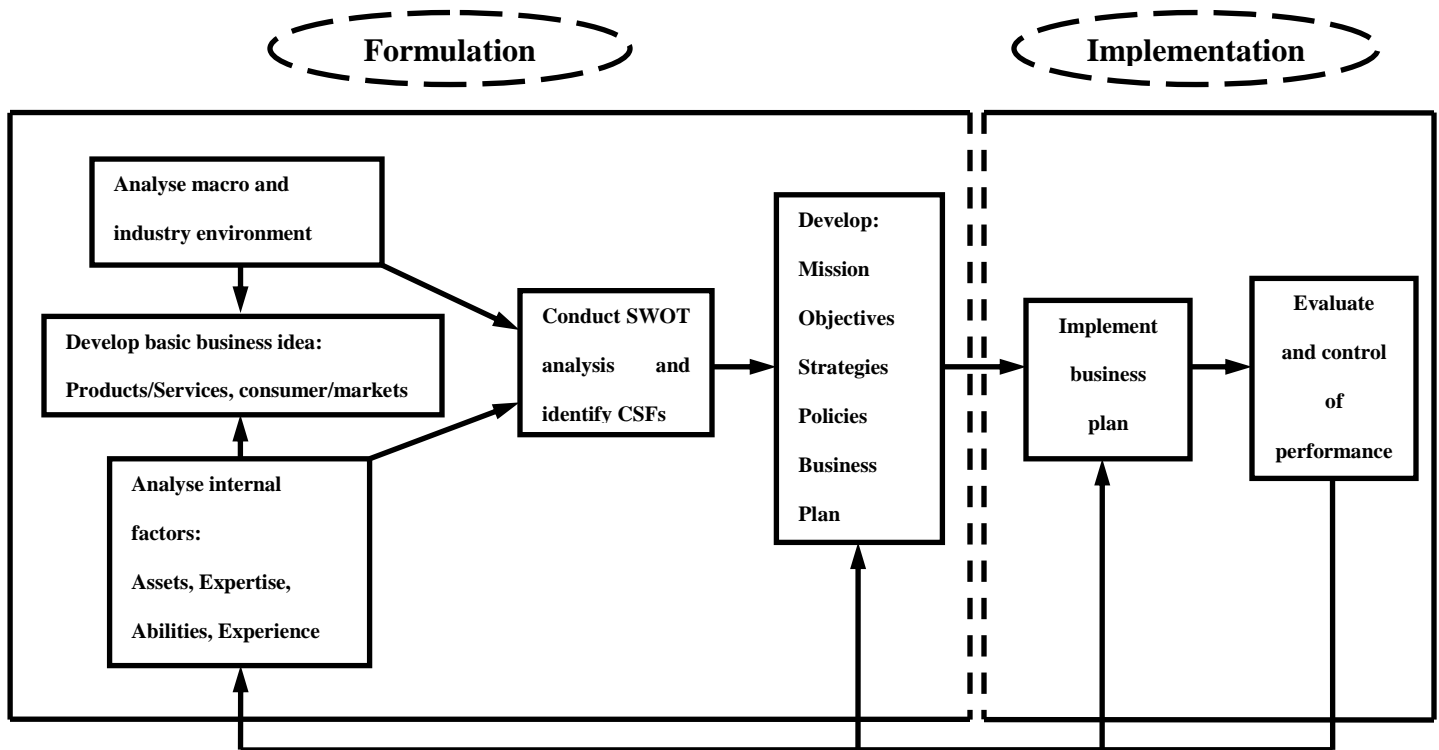 Formulation
Implementation
Analyse macro and
industry environment
Develop basic business idea:
Products/Services, consumer/markets
Analyse internal
factors:
Assets, Expertise,
Abilities, Experience
Conduct SWOT
analysis and
identify CSFs
Develop:
Mission
Objectives
Strategies
Policies
Business
Plan
Implement
business
plan
Evaluate
and control
of
performance